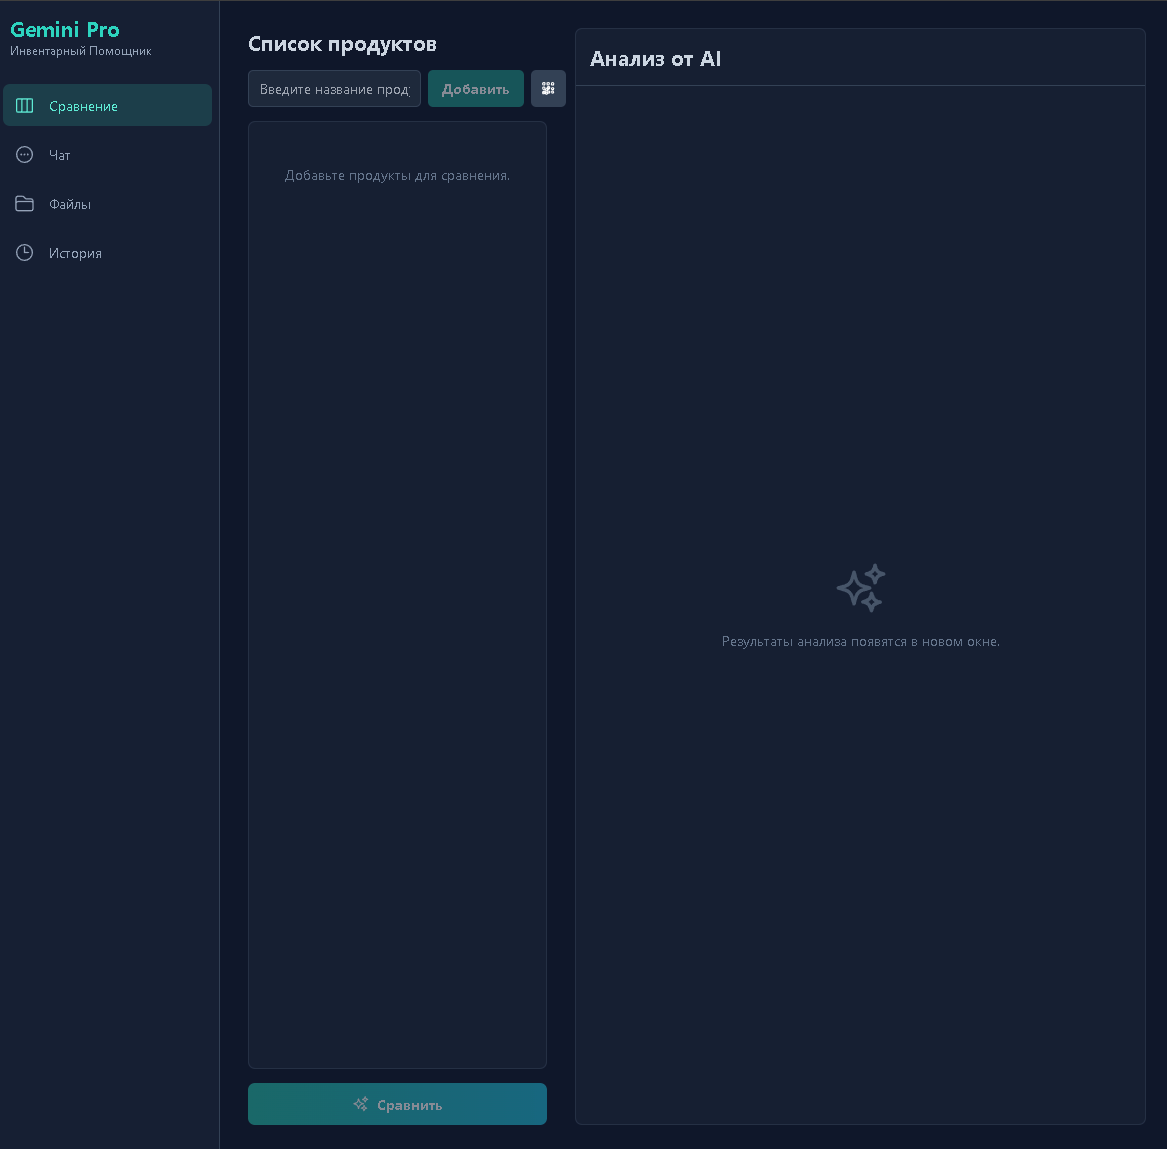 Gemini Pro
Инвентарный Помощник
Сравнение
Чат
Файлы
История
Список продуктов
Введите название прод
Добавить
Добавьте продукты для сравнения.
Сравнить
Анализ от AI
Результаты анализа появятся в новом окне.